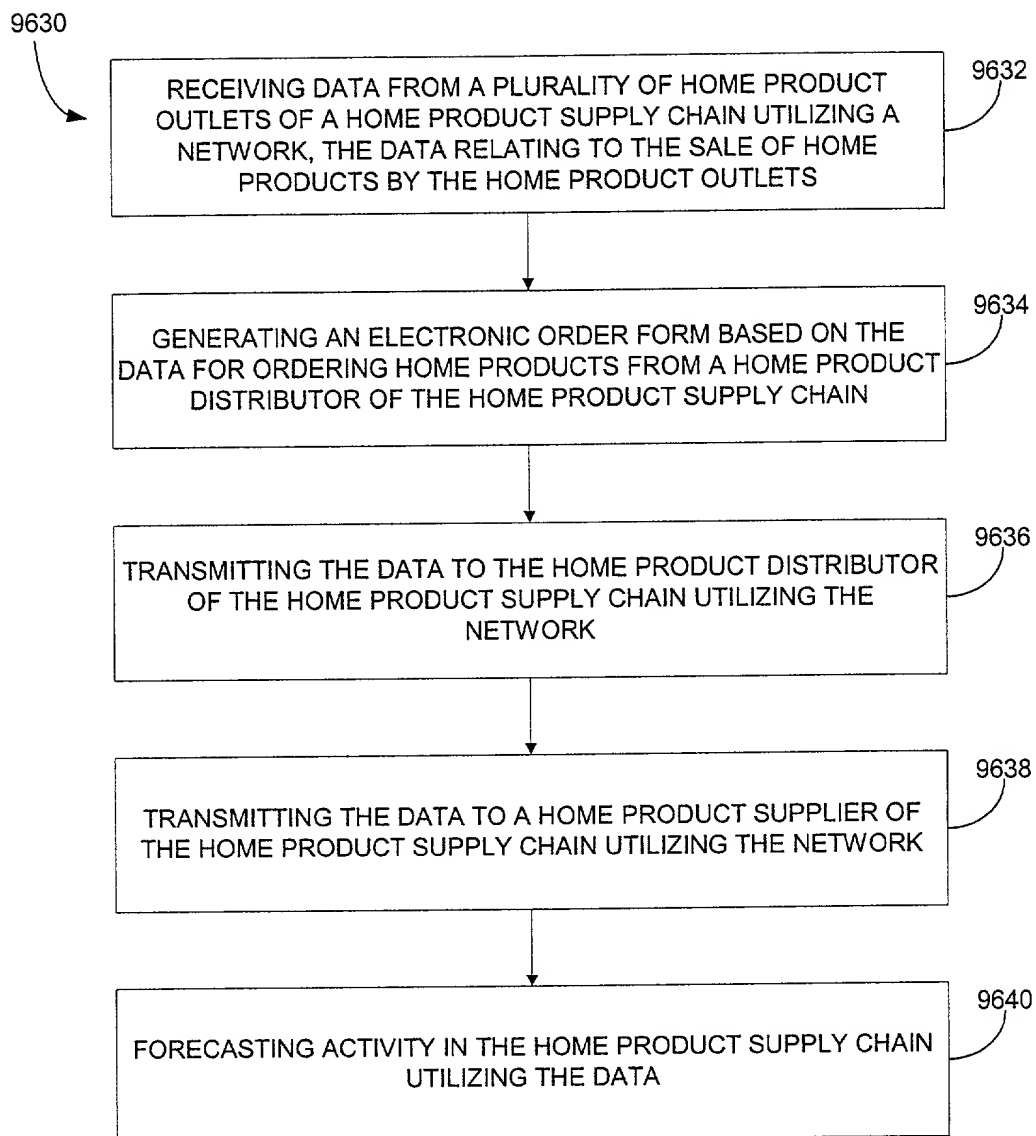 9630
RECEIVING DATA FROM A PLURALITY OF HOME PRODUCT
OUTLETS OF A HOME PRODUCT SUPPLY CHAIN UTILIZING A
NETWORK, THE DATA RELATING TO THE SALE OF HOME
PRODUCTS BY THE HOME PRODUCT OUTLETS
9632
GENERATING AN ELECTRONIC ORDER FORM BASED ON THE
DATA FOR ORDERING HOME PRODUCTS FROM A HOME PRODUCT
DISTRIBUTOR OF THE HOME PRODUCT SUPPLY CHAIN
9634
TRANSMITTING THE DATA TO THE HOME PRODUCT DISTRIBUTOR
OF THE HOME PRODUCT SUPPLY CHAIN UTILIZING THE
NETWORK
9636
TRANSMITTING THE DATA TO A HOME PRODUCT SUPPLIER OF
THE HOME PRODUCT SUPPLY CHAIN UTILIZING THE NETWORK
9638
FORECASTING ACTIVITY IN THE HOME PRODUCT SUPPLY CHAIN
UTILIZING THE DATA
9640